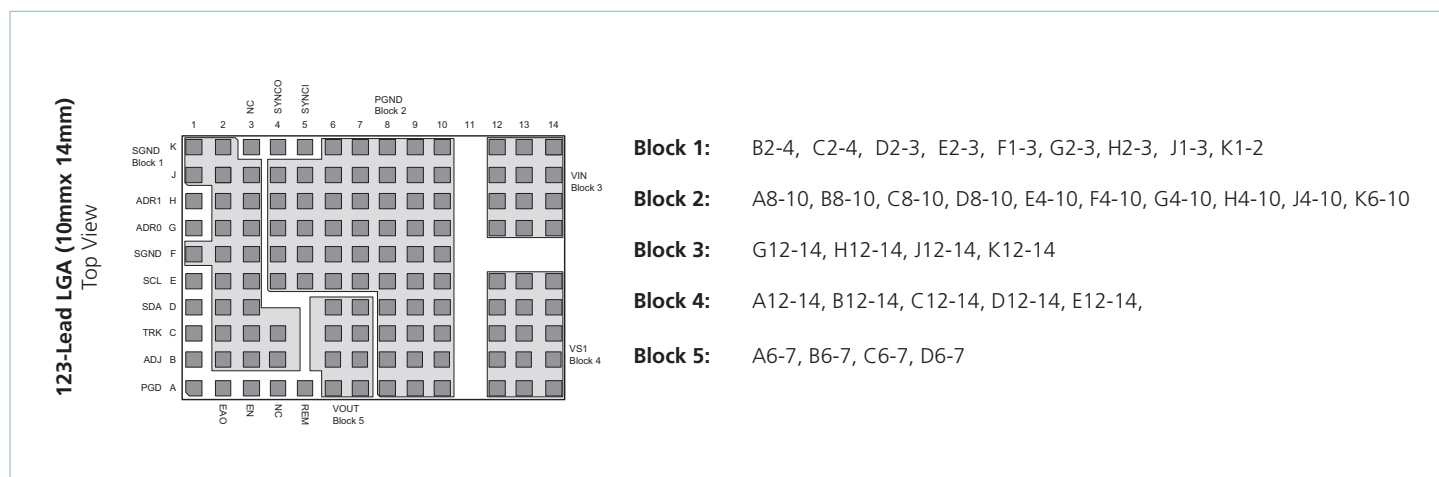 123-Lead LGA (10mmx 14mm)
Top View
NC
SYNCO
SYNCI
PGND
Block 2
1 2 3 4 5 6 7 8 9 10 11 12 13 14
SGND
Block 1
K
J
ADR1 H
ADR0 G
SGND F
SCL E
SDA D
TRK C
ADJ B
PGD A
VIN
Block 3
VS1
Block 4
EAO
EN
NC
REM
VOUT
Block 5
Block 1: B2-4, C2-4, D2-3, E2-3, F1-3, G2-3, H2-3, J1-3, K1-2
Block 2: A8-10, B8-10, C8-10, D8-10, E4-10, F4-10, G4-10, H4-10, J4-10, K6-10
Block 3: G12-14, H12-14, J12-14, K12-14
Block 4: A12-14, B12-14, C12-14, D12-14, E12-14,
Block 5: A6-7, B6-7, C6-7, D6-7